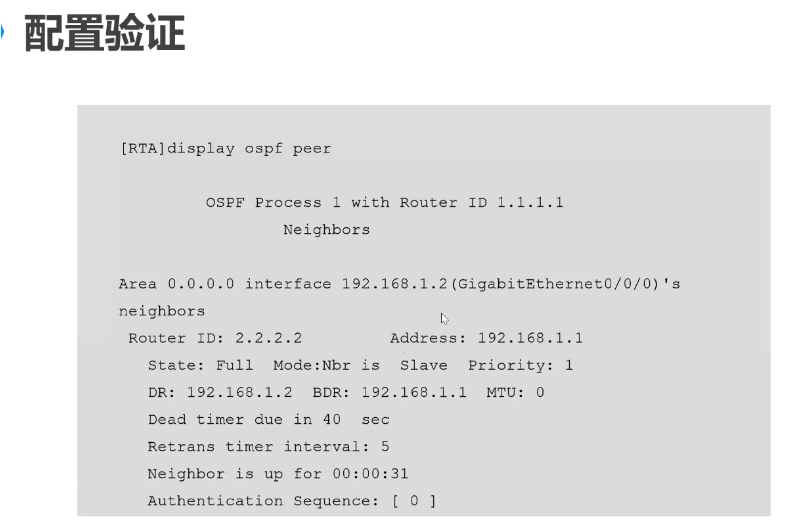 配置验证
[RTA]display ospf peer
OSPF Process 1 with Router ID 1.1.1.1
Neighbors
Area 0.0.0.0 interface 192.168.1.2(GigabitEthernet0/0/0)'s
neighbors
Router ID: 2.2.2.2 Address: 192.168.1.1
State: Full Mode:Nbr is Slave Priority: 1
DR: 192.168.1.2 BDR: 192.168.1.1 MTU: 0
Dead timer due in 40 sec
Retrans timer interval: 5
Neighbor is up for 00:00:31
Authentication Sequence: [ 0 ]